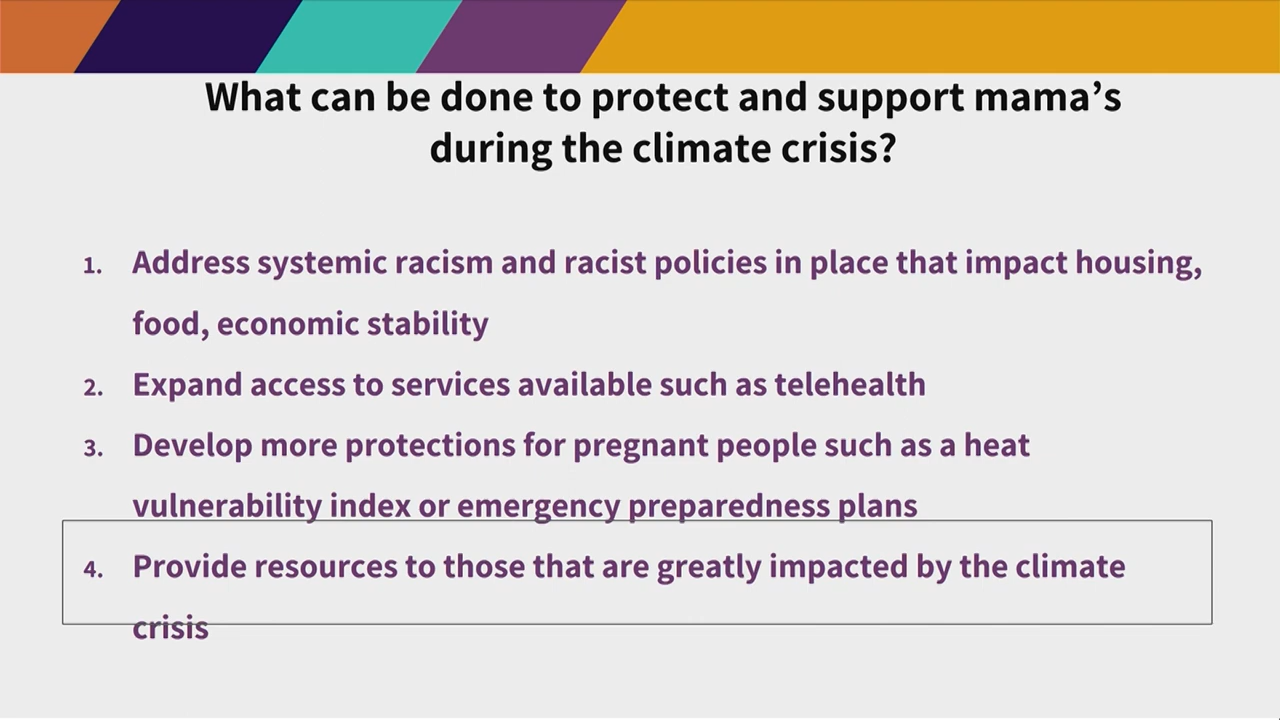 What can be done to protect and support mama’s
during the climate crisis?
1. Address systemic racism and racist policies in place that impact housing,
food, economic stability
2. Expand access to services available such as telehealth
3. Develop more protections for pregnant people such as a heat
vulnerability index or emergency preparedness plans
4. Provide resources to those that are greatly impacted by the climate
crisis